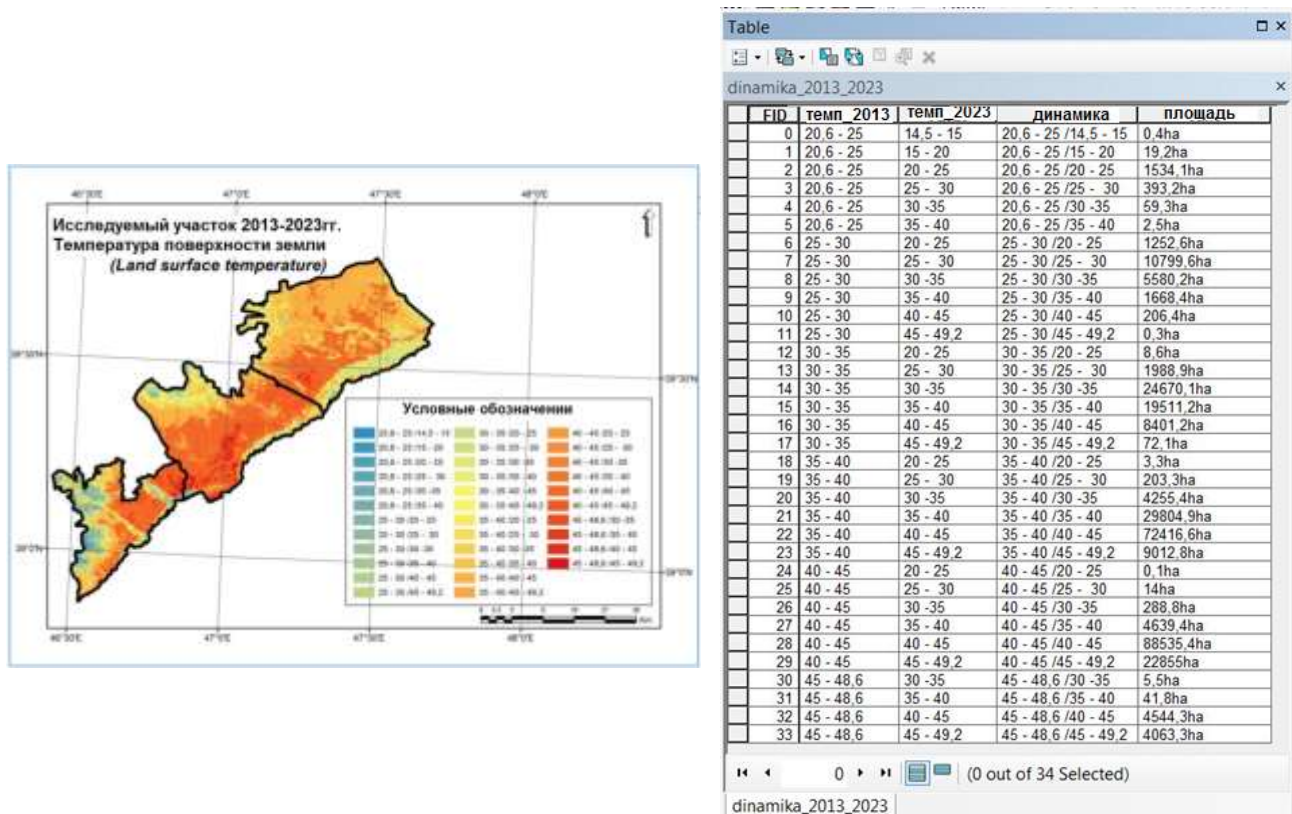 46°30'E 47°0'E 47°30'E 48°0'E
Исследуемый участок 2013-2023гг.
Температура поверхности земли
(Land surface temperature)
Условные обозначении
46°30'E 47°0'E 47°30'E 48°0'E
Table
dinamika_2013_2023
FID темп_2013 темп_2023 динамика площадь
0 20,6 - 25 14,5 - 15 20,6 - 25 /14,5 - 15 0,4ha
1 20,6 - 25 15 - 20 20,6 - 25 /15 - 20 19,2ha
2 20,6 - 25 20 - 25 20,6 - 25 /20 - 25 1534,1ha
3 20,6 - 25 25 - 30 20,6 - 25 /25 - 30 393,2ha
4 20,6 - 25 30 -35 20,6 - 25 /30 -35 59,3ha
5 20,6 - 25 35 - 40 20,6 - 25 /35 - 40 2,5ha
6 25 - 30 20 - 25 25 - 30 /20 - 25 1252,6ha
7 25 - 30 25 - 30 25 - 30 /25 - 30 10799,6ha
8 25 - 30 30 -35 25 - 30 /30 -35 5580,2ha
9 25 - 30 35 - 40 25 - 30 /35 - 40 1668,4ha
10 25 - 30 40 - 45 25 - 30 /40 - 45 206,4ha
11 25 - 30 45 - 49,2 25 - 30 /45 - 49,2 0,3ha
12 30 - 35 20 - 25 30 - 35 /20 - 25 8,6ha
13 30 - 35 25 - 30 30 - 35 /25 - 30 1988,9ha
14 30 - 35 30 -35 30 - 35 /30 -35 24670,1ha
15 30 - 35 35 - 40 30 - 35 /35 - 40 19511,2ha
16 30 - 35 40 - 45 30 - 35 /40 - 45 8401,2ha
17 30 - 35 45 - 49,2 30 - 35 /45 - 49,2 72,1ha
18 35 - 40 20 - 25 35 - 40 /20 - 25 3,3ha
19 35 - 40 25 - 30 35 - 40 /25 - 30 203,3ha
20 35 - 40 30 -35 35 - 40 /30 -35 4255,4ha
21 35 - 40 35 - 40 35 - 40 /35 - 40 29804,9ha
22 35 - 40 40 - 45 35 - 40 /40 - 45 72416,6ha
23 35 - 40 45 - 49,2 35 - 40 /45 - 49,2 9012,8ha
24 40 - 45 20 - 25 40 - 45 /20 - 25 0,1ha
25 40 - 45 25 - 30 40 - 45 /25 - 30 14ha
26 40 - 45 30 -35 40 - 45 /30 -35 288,8ha
27 40 - 45 35 - 40 40 - 45 /35 - 40 4639,4ha
28 40 - 45 40 - 45 40 - 45 /40 - 45 88535,4ha
29 40 - 45 45 - 49,2 40 - 45 /45 - 49,2 22855ha
30 45 - 48,6 30 -35 45 - 48,6 /30 -35 5,5ha
31 45 - 48,6 35 - 40 45 - 48,6 /35 - 40 41,8ha
32 45 - 48,6 40 - 45 45 - 48,6 /40 - 45 4544,3ha
33 45 - 48,6 45 - 49,2 45 - 48,6 /45 - 49,2 4063,3ha
0 (0 out of 34 Selected)
dinamika_2013_2023